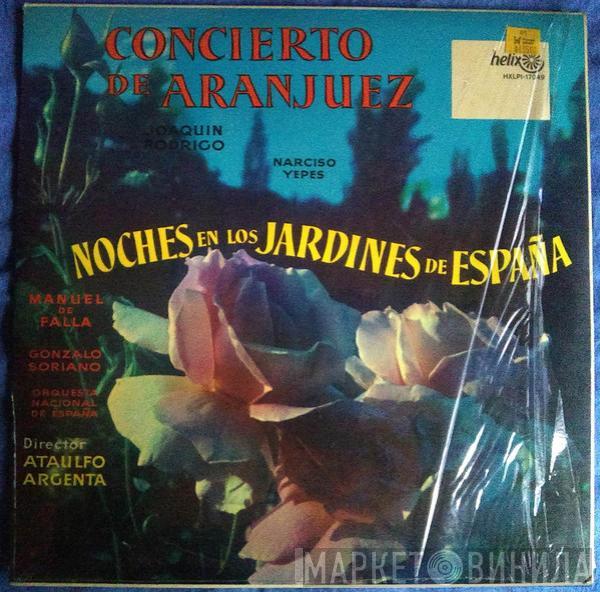 CONCIERTO
DE ARANJUEZ
helix
HXLPI-17049
JOAQUIN
RODRIGO
NARCISO
YEPES
NOCHES EN LOS JARDINES DE ESPAÑA
MANUEL
DE
FALLA
GONZALO
SORIANO
ORQUESTA
NACIONAL
DE ESPAÑA
Director
ATAULFO
ARGENTA
МАРКЕТ ВИНИЛА